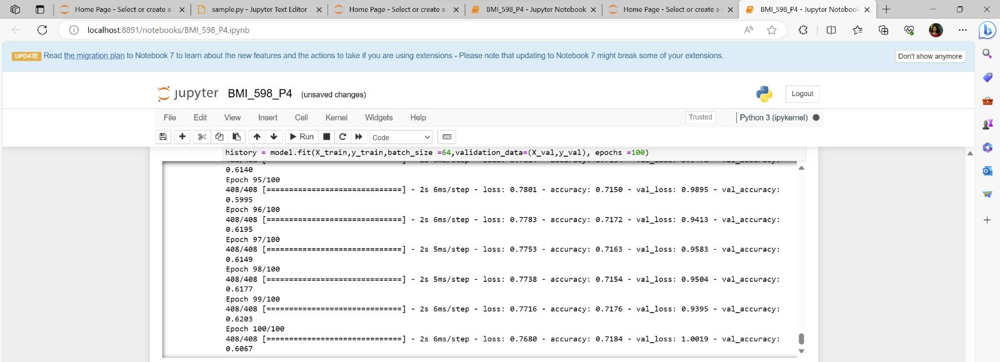 Home Page - Select or create a
sample.py - Jupyter Text Editor
Home Page - Select or create a
BMI_598_P4 - Jupyter Notebook
Home Page - Select or create a
BMI_598_P4 - Jupyter Notebook
localhost:8891/notebooks/BMI_598_P4.ipynb
UPDATE Read the migration plan to Notebook 7 to learn about the new features and the actions to take if you are using extensions - Please note that updating to Notebook 7 might break some of your extensions.
Don't show anymore
jupyter BMI_598_P4 (unsaved changes)
Logout
File Edit View Insert Cell Kernel Widgets Help
Trusted
Python 3 (ipykernel)
Run
Code
history = model.fit(X_train,y_train,batch_size =64,validation_data=(X_val,y_val), epochs =100)
0.6140
Epoch 95/100
408/408 [==============================] - 2s 6ms/step - loss: 0.7801 - accuracy: 0.7150 - val_loss: 0.9895 - val_accuracy:
0.5995
Epoch 96/100
408/408 [==============================] - 2s 6ms/step - loss: 0.7783 - accuracy: 0.7172 - val_loss: 0.9413 - val_accuracy:
0.6195
Epoch 97/100
408/408 [==============================] - 2s 5ms/step - loss: 0.7753 - accuracy: 0.7163 - val_loss: 0.9583 - val_accuracy:
0.6149
Epoch 98/100
408/408 [==============================] - 2s 5ms/step - loss: 0.7738 - accuracy: 0.7154 - val_loss: 0.9504 - val_accuracy:
0.6177
Epoch 99/100
408/408 [==============================] - 2s 6ms/step - loss: 0.7716 - accuracy: 0.7176 - val_loss: 0.9395 - val_accuracy:
0.6203
Epoch 100/100
408/408 [==============================] - 2s 6ms/step - loss: 0.7680 - accuracy: 0.7184 - val_loss: 1.0019 - val_accuracy:
0.6067